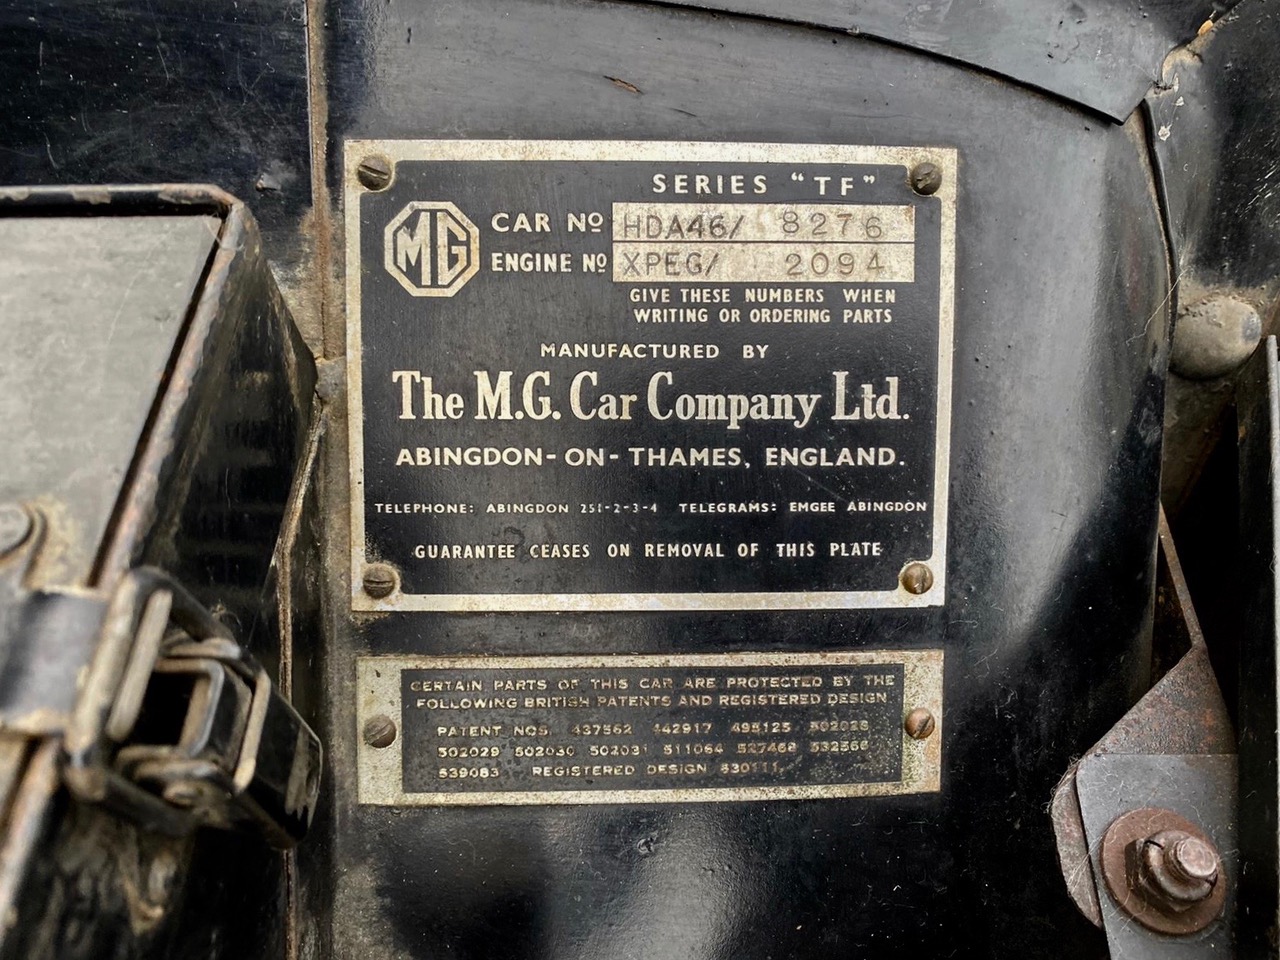 SERIES "TF"
MG
CAR No HDA46/ 8276
ENGINE No XPEG/ 2094
GIVE THESE NUMBERS WHEN
WRITING OR ORDERING PARTS
MANUFACTURED BY
The M.G. Car Company Ltd.
ABINGDON-ON-THAMES, ENGLAND.
TELEPHONE: ABINGDON 251-2-3-4 TELEGRAMS: EMGEE ABINGDON
GUARANTEE CEASES ON REMOVAL OF THIS PLATE
CERTAIN PARTS OF THIS CAR ARE PROTECTED BY THE
FOLLOWING BRITISH PATENTS AND REGISTERED DESIGN
PATENT NOS 437562 442917 495125 502028
502029 502030 502031 511064 527468 532566
539083 REGISTERED DESIGN 830111